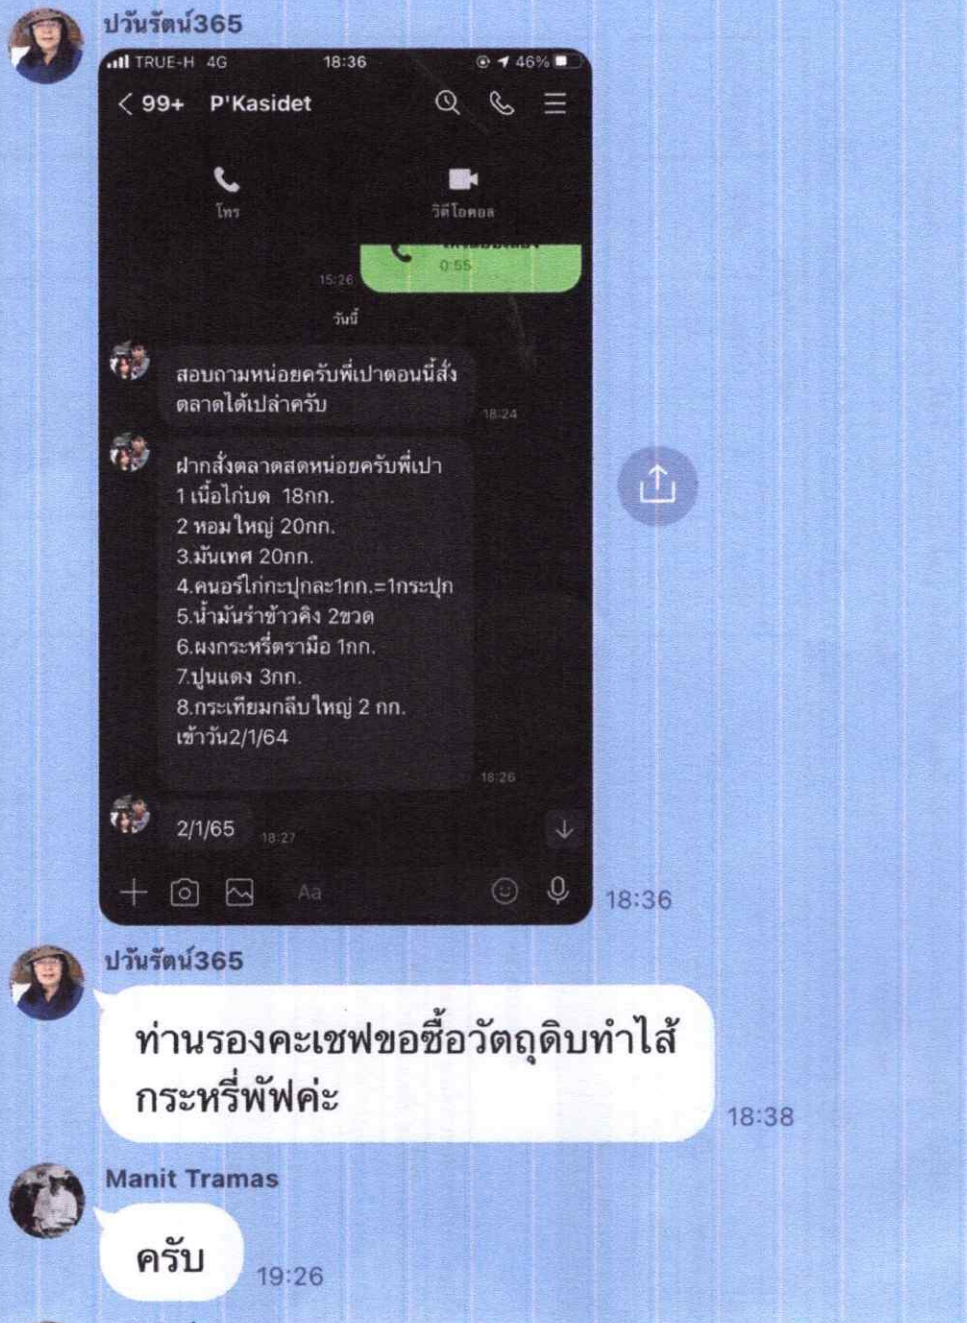 ปวันรัตน์365
TRUE-H 4G 18:36 46%
99+ P'Kasidet
โทร วิดีโอคอล
0:55
15:26
วันนี้
สอบถามหน่อยครับพี่เปาตอนนี้สั่ง
ตลาดได้เปล่าครับ
18:24
ฝากสั่งตลาดสดหน่อยครับพี่เปา
1 เนื้อไก่บด 18กก.
2 หอมใหญ่ 20กก.
3.มันเทศ 20กก.
4.คนอร์ไก่กะปุกละ1กก.=1กระปุก
5.น้ำมันรำข้าวคิง 2ขวด
6.ผงกระหรี่ตรามือ 1กก.
7.ปูนแดง 3กก.
8.กระเทียมกลีบใหญ่ 2 กก.
เข้าวัน2/1/64
18:26
2/1/65
18:27
Aa
18:36
ปวันรัตน์365
ท่านรองคะเชฟขอซื้อวัตถุดิบทำไส้
กระหรี่พัฟค่ะ
18:38
Manit Tramas
ครับ
19:26